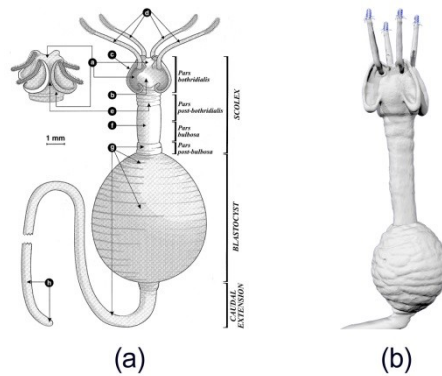 d
c
a
Pars
bothridialis
b
e
Pars
post-bothridialis
f
Pars
bulbosa
g
Pars
post-bulbosa
SCOLEX
1 mm
BLASTOCYST
h
CAUDAL
EXTENSION
(a)
(b)